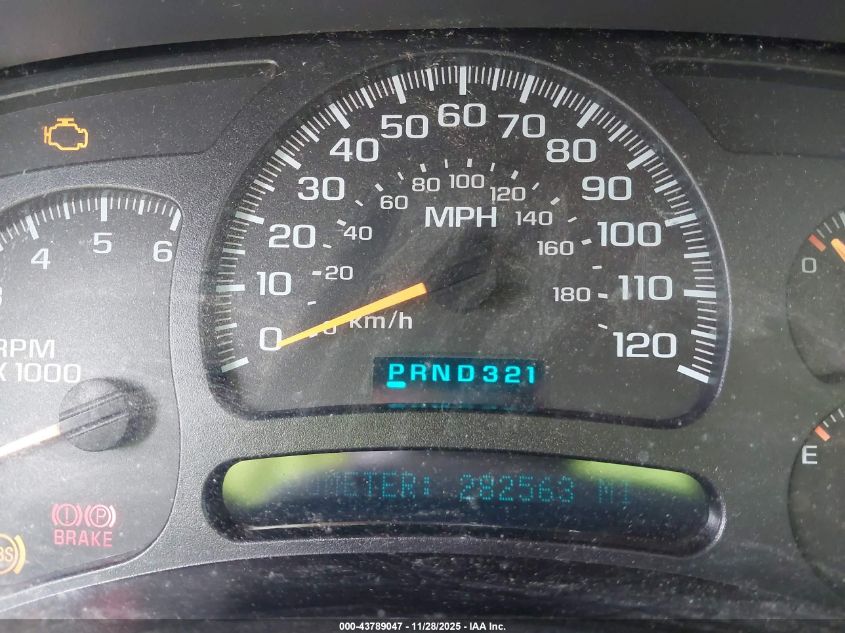 60
50 70
40 80
30 90
20 100
10 110
0 120
80 100 120
60 140
40 160
20 180
MPH
km/h
4 5 6
RPM
X 1000
PRND321
METER: 282563 MI
BRAKE
(!) (P)
0
E
000-43789047 - 11/28/2025 - IAA Inc.